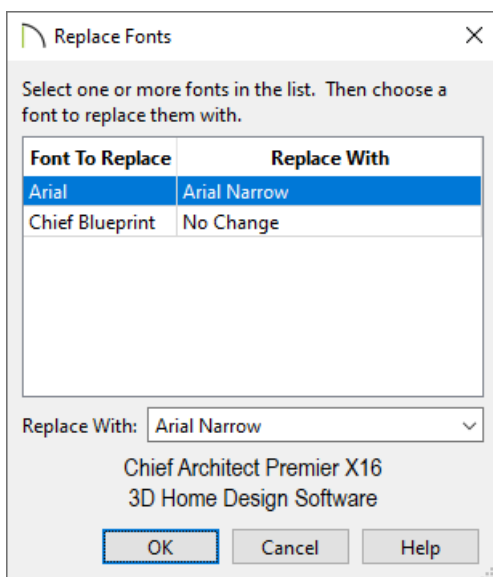 Replace Fonts
Select one or more fonts in the list. Then choose a
font to replace them with.
Font To Replace Replace With
Arial Arial Narrow
Chief Blueprint No Change
Replace With: Arial Narrow
Chief Architect Premier X16
3D Home Design Software
OK Cancel Help